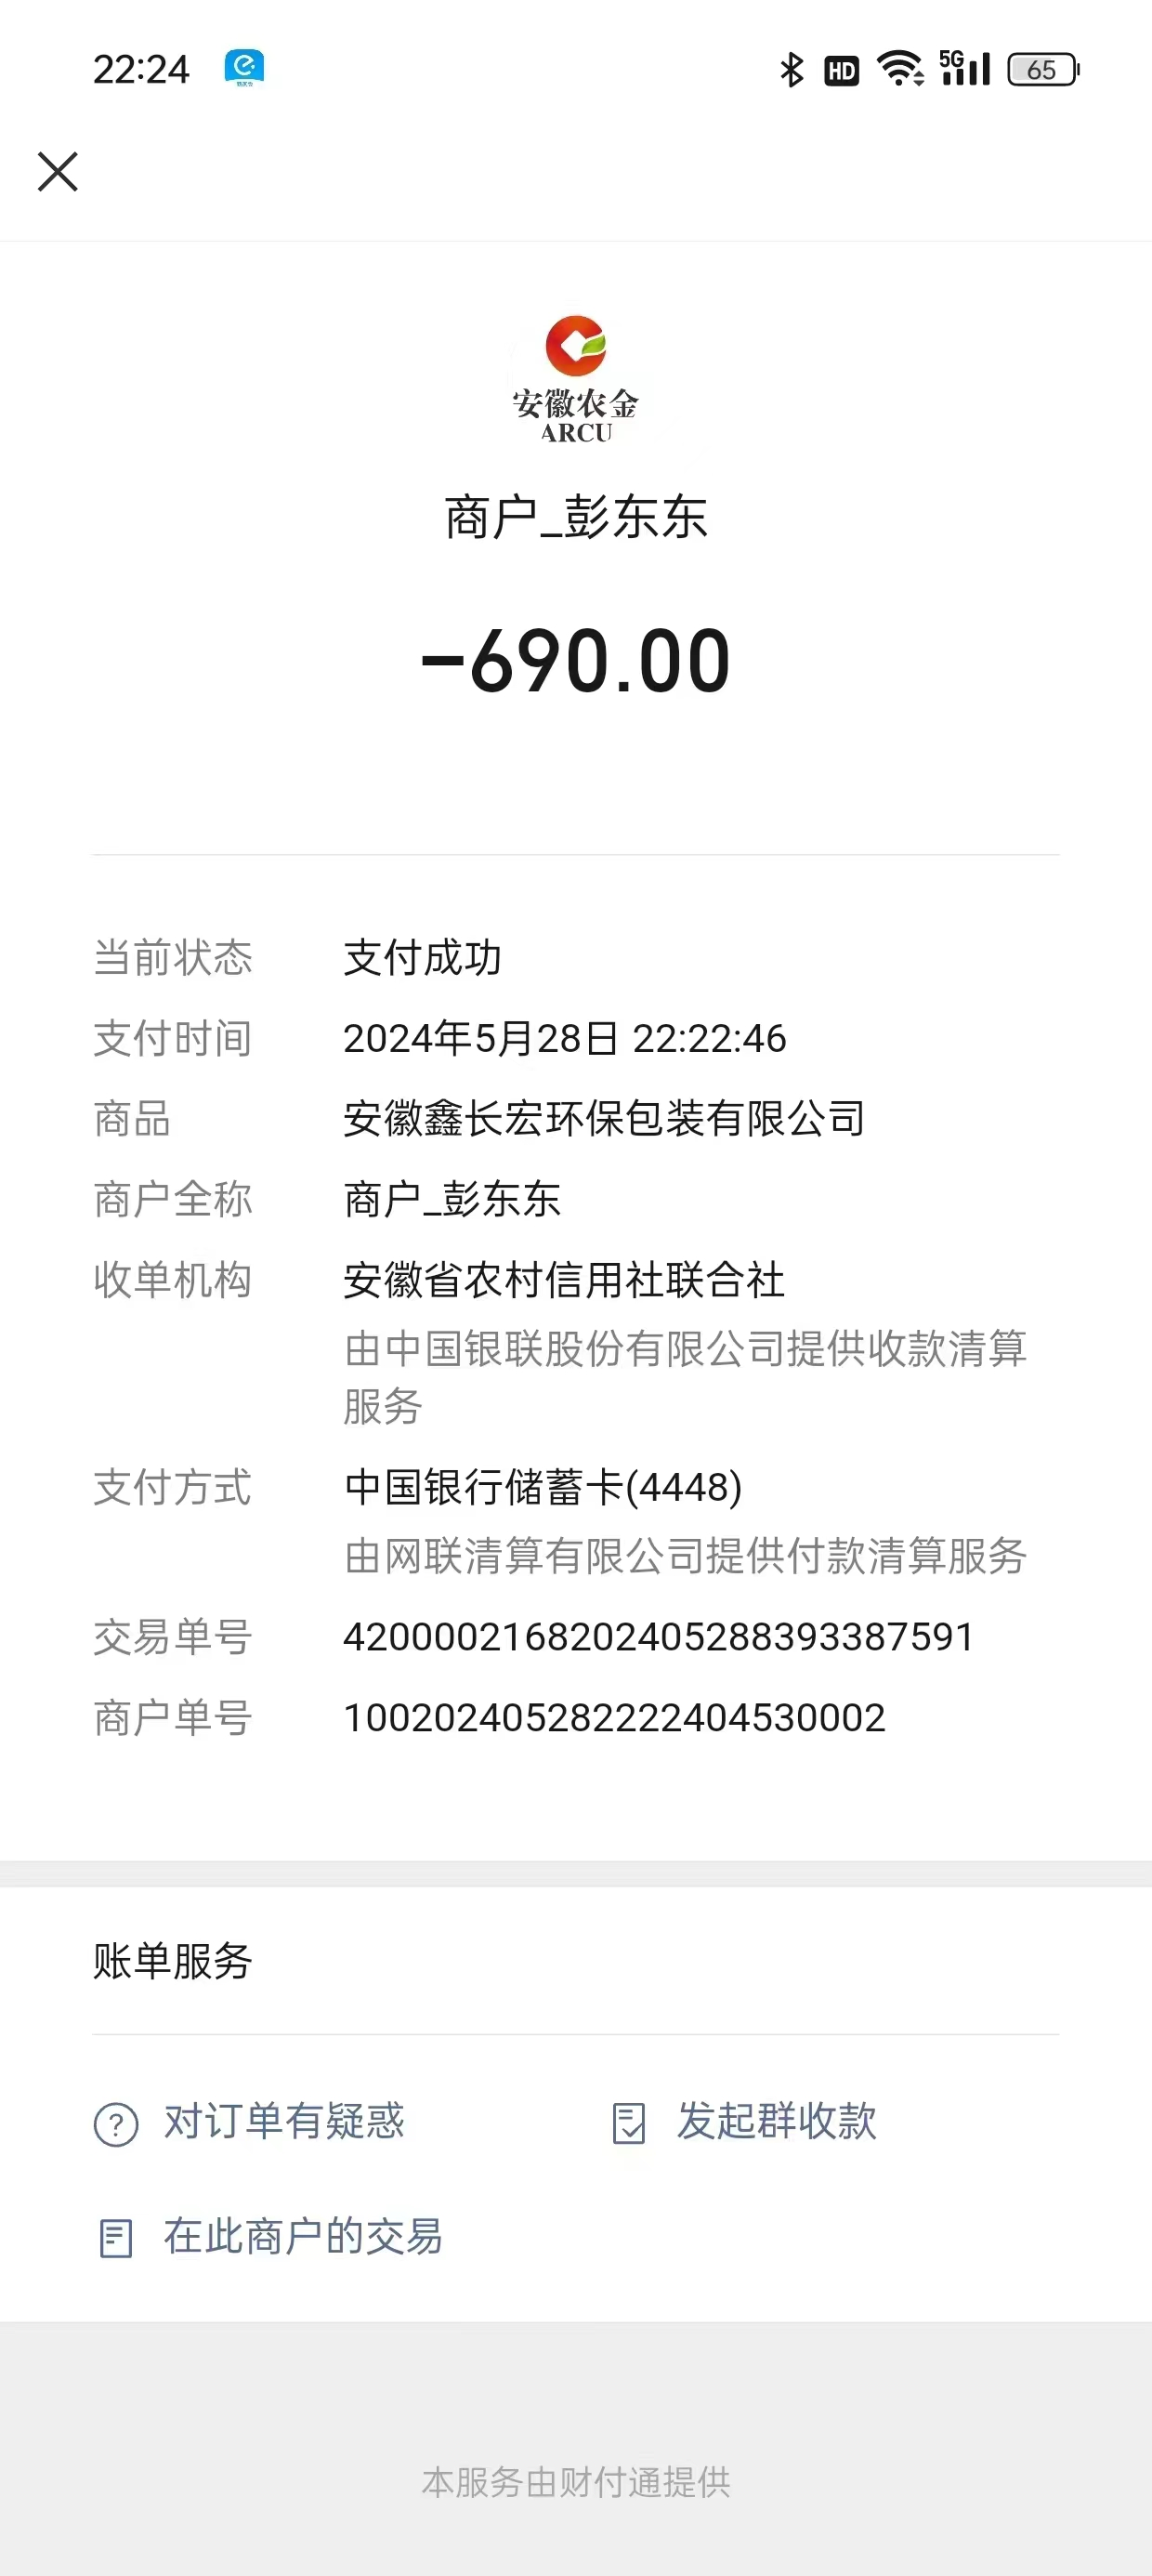 22:24
HD
5G
65
安徽农金
ARCU
商户_彭东东
-690.00
当前状态 支付成功
支付时间 2024年5月28日 22:22:46
商品 安徽鑫长宏环保包装有限公司
商户全称 商户_彭东东
收单机构 安徽省农村信用社联合社
由中国银联股份有限公司提供收款清算
服务
支付方式 中国银行储蓄卡(4448)
由网联清算有限公司提供付款清算服务
交易单号 4200002168202405288393387591
商户单号 100202405282222404530002
账单服务
对订单有疑惑 发起群收款
在此商户的交易
本服务由财付通提供